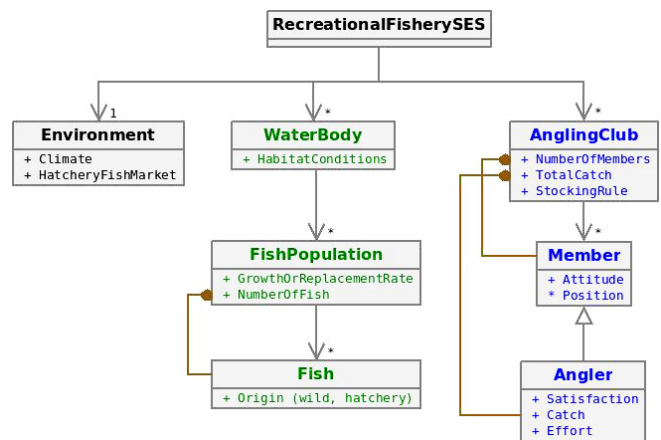 RecreationalFisherySES
1
*
*
Environment
+ Climate
+ HatcheryFishMarket
WaterBody
+ HabitatConditions
AnglingClub
+ NumberOfMembers
+ TotalCatch
+ StockingRule
*
*
FishPopulation
+ GrowthOrReplacementRate
+ NumberOfFish
Member
+ Attitude
* Position
*
Fish
+ Origin (wild, hatchery)
Angler
+ Satisfaction
+ Catch
+ Effort